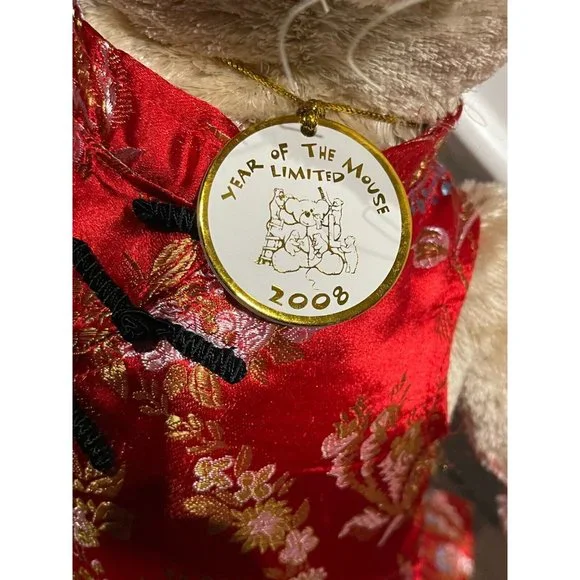 YEAR OF THE MOUSE
LIMITED
2008